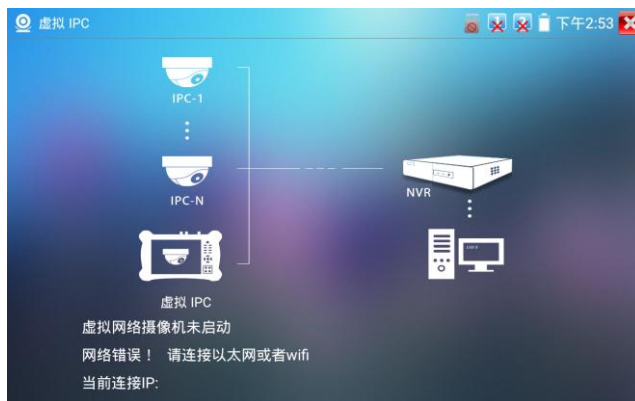 虚拟 IPC
下午2:53
IPC-1
IPC-N
NVR
虚拟 IPC
虚拟网络摄像机未启动
网络错误！ 请连接以太网或者wifi
当前连接IP: